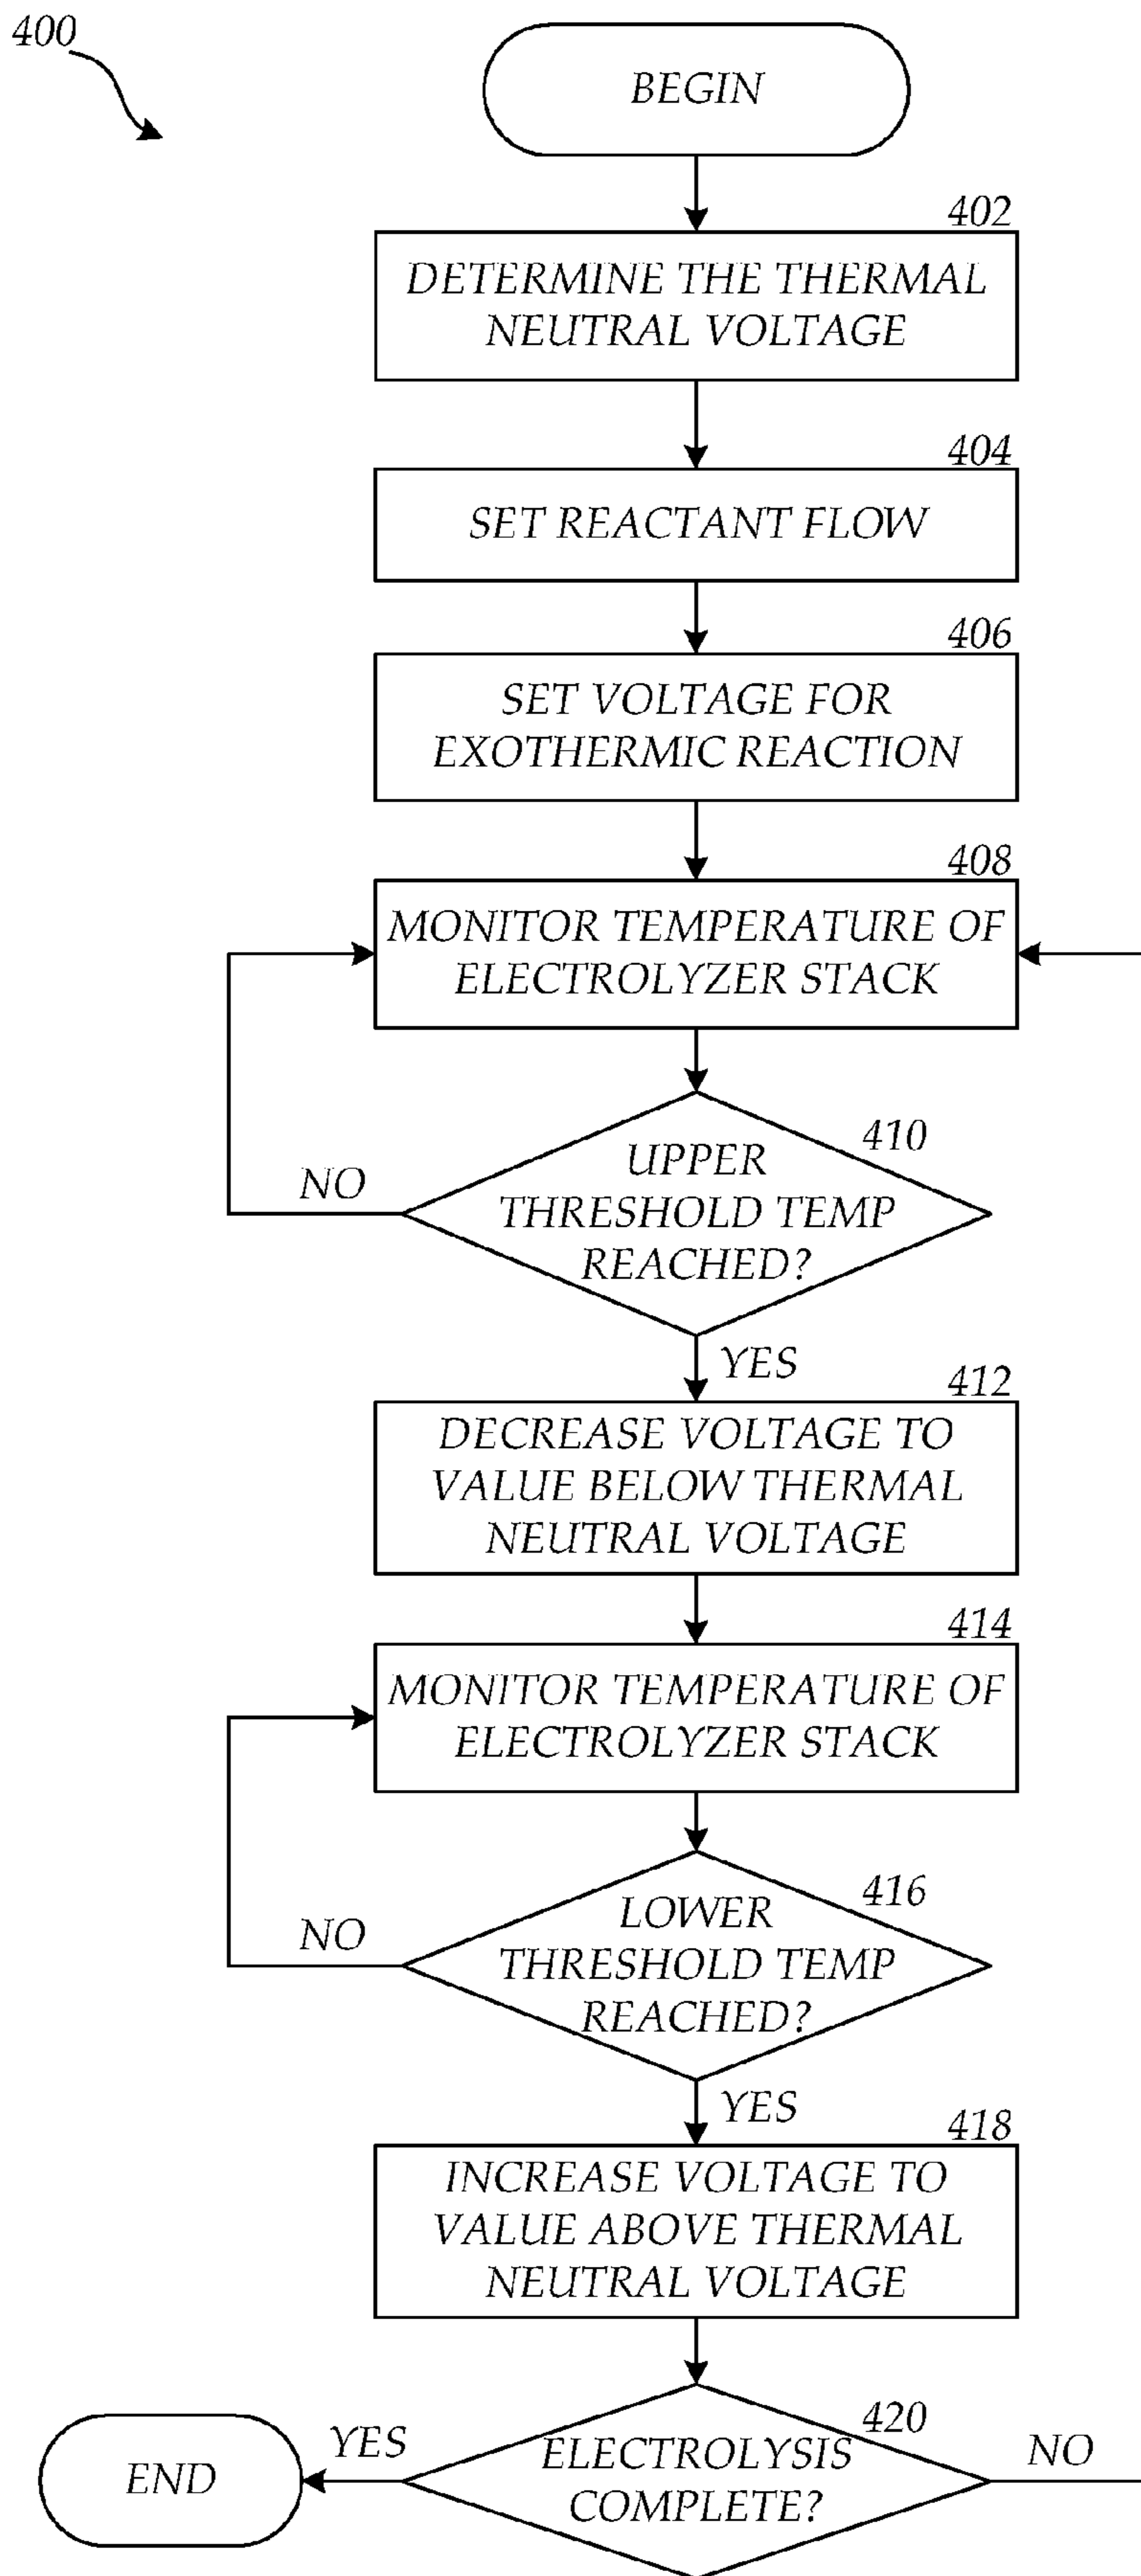 400
BEGIN
402
DETERMINE THE THERMAL
NEUTRAL VOLTAGE
404
SET REACTANT FLOW
406
SET VOLTAGE FOR
EXOTHERMIC REACTION
408
MONITOR TEMPERATURE OF
ELECTROLYZER STACK
410
UPPER
THRESHOLD TEMP
REACHED?
NO
YES
412
DECREASE VOLTAGE TO
VALUE BELOW THERMAL
NEUTRAL VOLTAGE
414
MONITOR TEMPERATURE OF
ELECTROLYZER STACK
416
LOWER
THRESHOLD TEMP
REACHED?
NO
YES
418
INCREASE VOLTAGE TO
VALUE ABOVE THERMAL
NEUTRAL VOLTAGE
420
ELECTROLYSIS
COMPLETE?
YES
NO
END